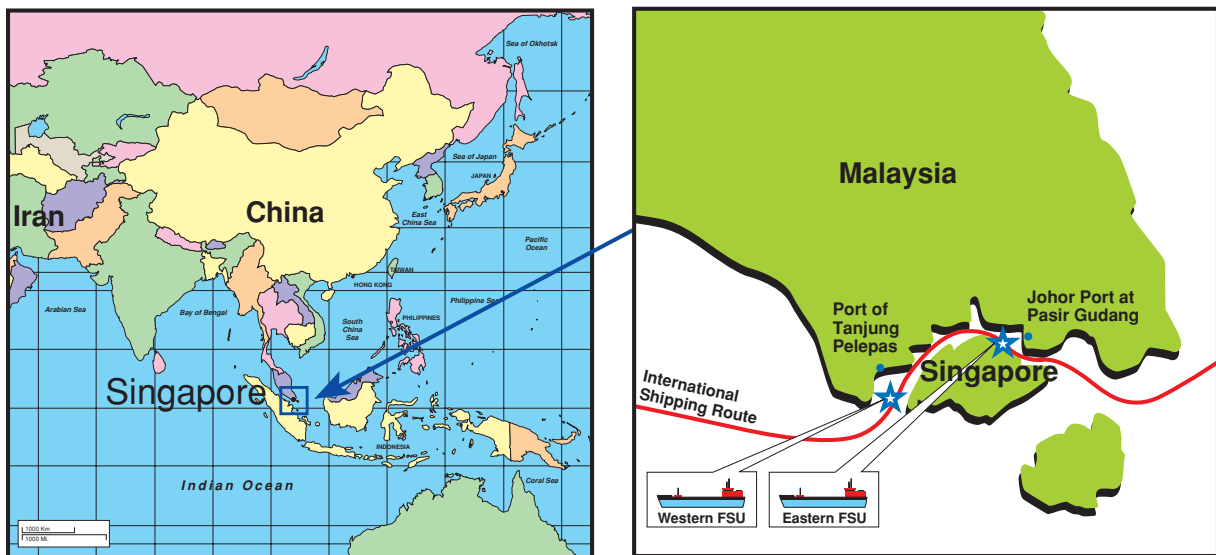 Sea of Okhotsk
Sea of Japan
JAPAN
Iran
China
East
China Sea
Pacific
Ocean
TAIWAN
HONG KONG
Arabian Sea
Bay of Bengal
Philippine Sea
South
China
Sea
PHILIPPINES
Singapore
INDONESIA
Indian Ocean
Coral Sea
1000 Km
1000 Mi.
Malaysia
Port of
Tanjung
Pelepas
Johor Port at
Pasir Gudang
Singapore
International
Shipping Route
Western FSU
Eastern FSU